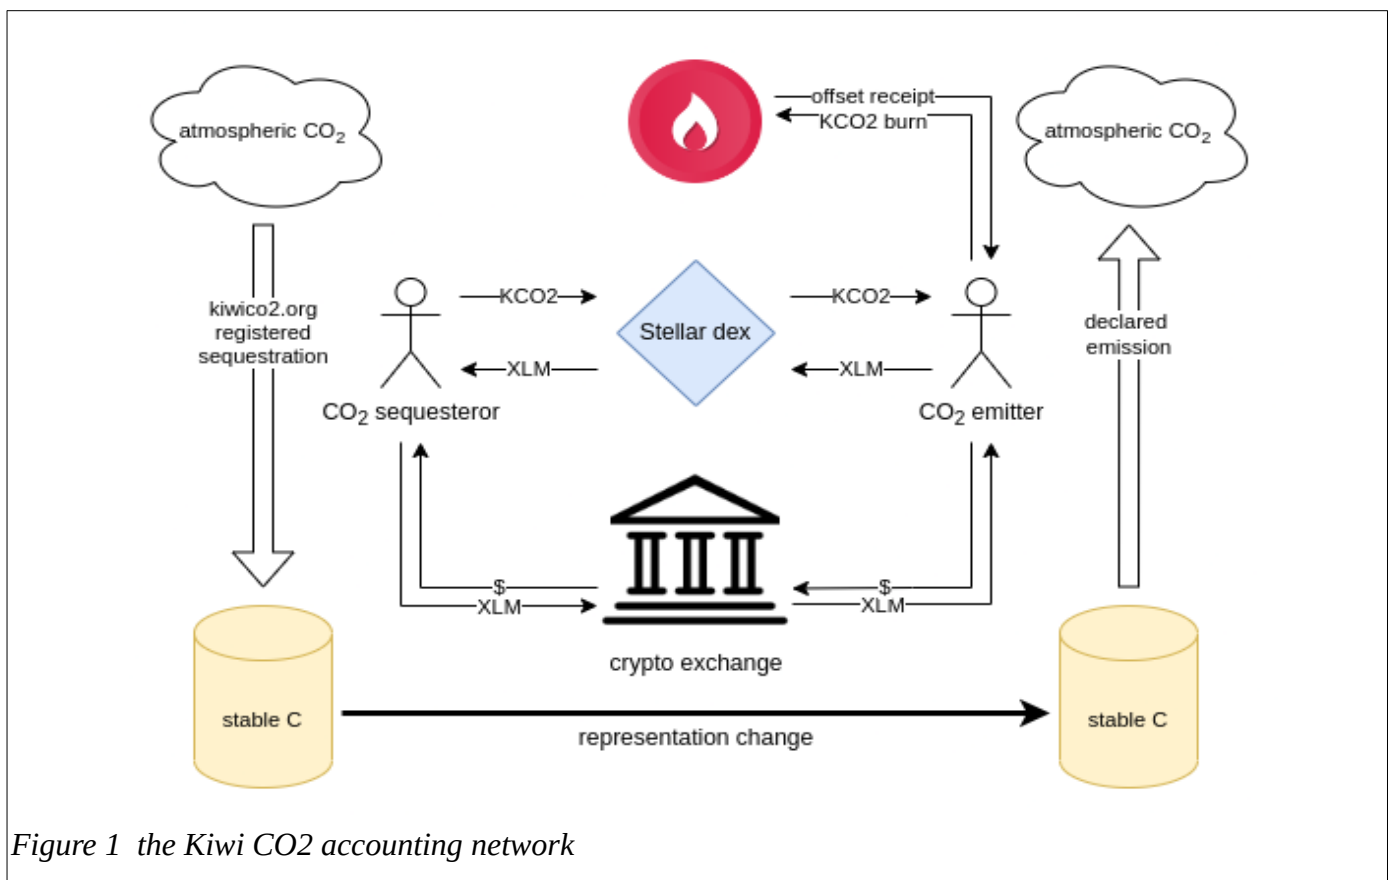 offset receipt
KCO2 burn
atmospheric CO2
atmospheric CO2
kiwico2.org
registered
sequestration
KCO2
KCO2
Stellar dex
XLM
XLM
declared
emission
CO2 sequesteror
CO2 emitter
$
XLM
$
XLM
crypto exchange
stable C
stable C
representation change
Figure 1 the Kiwi CO2 accounting network